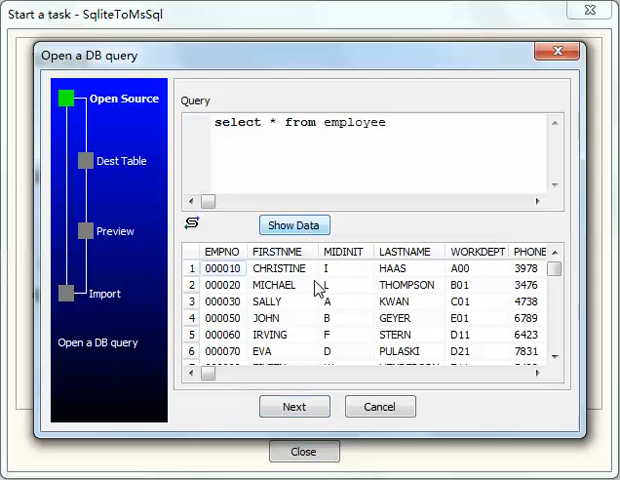 Start a task - SqliteToMsSql
Open a DB query
Open Source
Dest Table
Preview
Import
Open a DB query
Query
select * from employee
Show Data
EMPNO FIRSTNME MIDINIT LASTNAME WORKDEPT PHONE
1 000010 CHRISTINE I HAAS A00 3978
2 000020 MICHAEL L THOMPSON B01 3476
3 000030 SALLY A KWAN C01 4738
4 000050 JOHN B GEYER E01 6789
5 000060 IRVING F STERN D11 6423
6 000070 EVA D PULASKI D21 7831
Next Cancel
Close